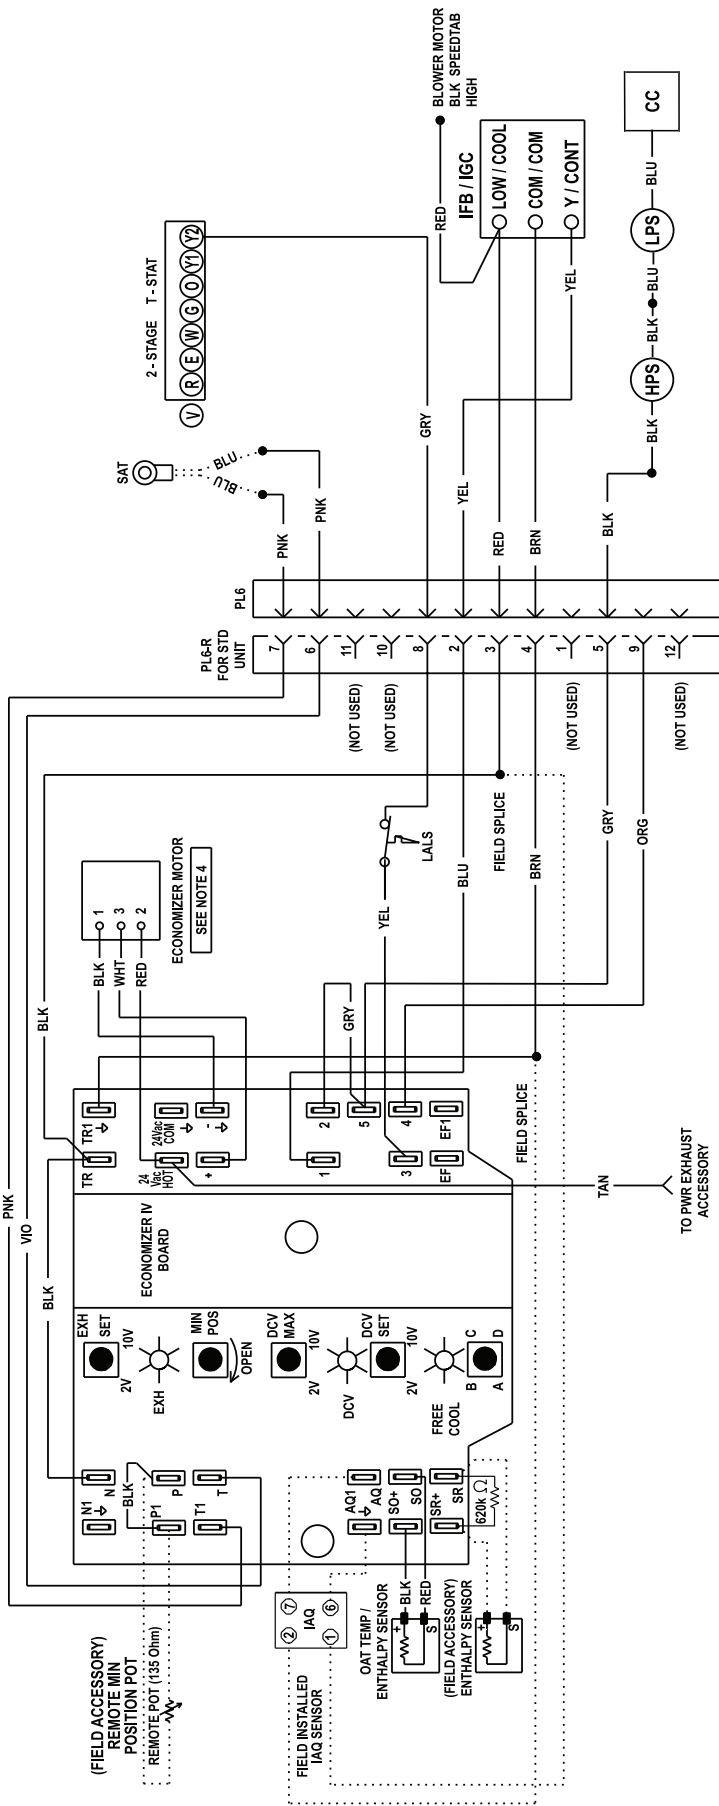 BLOWER MOTOR
BLK SPEEDTAB
HIGH
CC
BLU
LPS
BLU
BLK
HPS
BLK
BLK
IFB / IGC
LOW / COOL
COM / COM
Y / CONT
RED
YEL
2 - STAGE T - STAT
V R E W G O Y1 Y2
GRY
YEL
RED
BRN
SAT
BLU
BLU
PNK
PNK
PL6
PL6-R
FOR STD
UNIT
7
6
11
10
8
2
3
4
1
5
9
12
(NOT USED)
(NOT USED)
(NOT USED)
(NOT USED)
LALS
FIELD SPLICE
BLU
BRN
GRY
ORG
YEL
ECONOMIZER MOTOR
SEE NOTE 4
1
3
2
BLK
WHT
RED
BLK
GRY
FIELD SPLICE
TAN
TO PWR EXHAUST
ACCESSORY
PNK
VIO
BLK
TR1
TR
24Vac
COM
24
Vac
HOT
-
+
2
1
5
4
3
EF1
EF
ECONOMIZER IV
BOARD
EXH
SET
2V
10V
EXH
MIN
POS
OPEN
DCV
MAX
2V
10V
DCV
DCV
SET
2V
10V
FREE
COOL
B
C
A
D
N1
N
BLK
P1
P
T1
T
AQ1
AQ
SO+
SO
SR+
SR
620k Ω
(FIELD ACCESSORY)
REMOTE MIN
POSITION POT
REMOTE POT (135 Ohm)
IAQ
2
7
1
6
FIELD INSTALLED
IAQ SENSOR
BLK
RED
OAT TEMP /
ENTHALPY SENSOR
+
S
(FIELD ACCESSORY)
ENTHALPY SENSOR
+
S